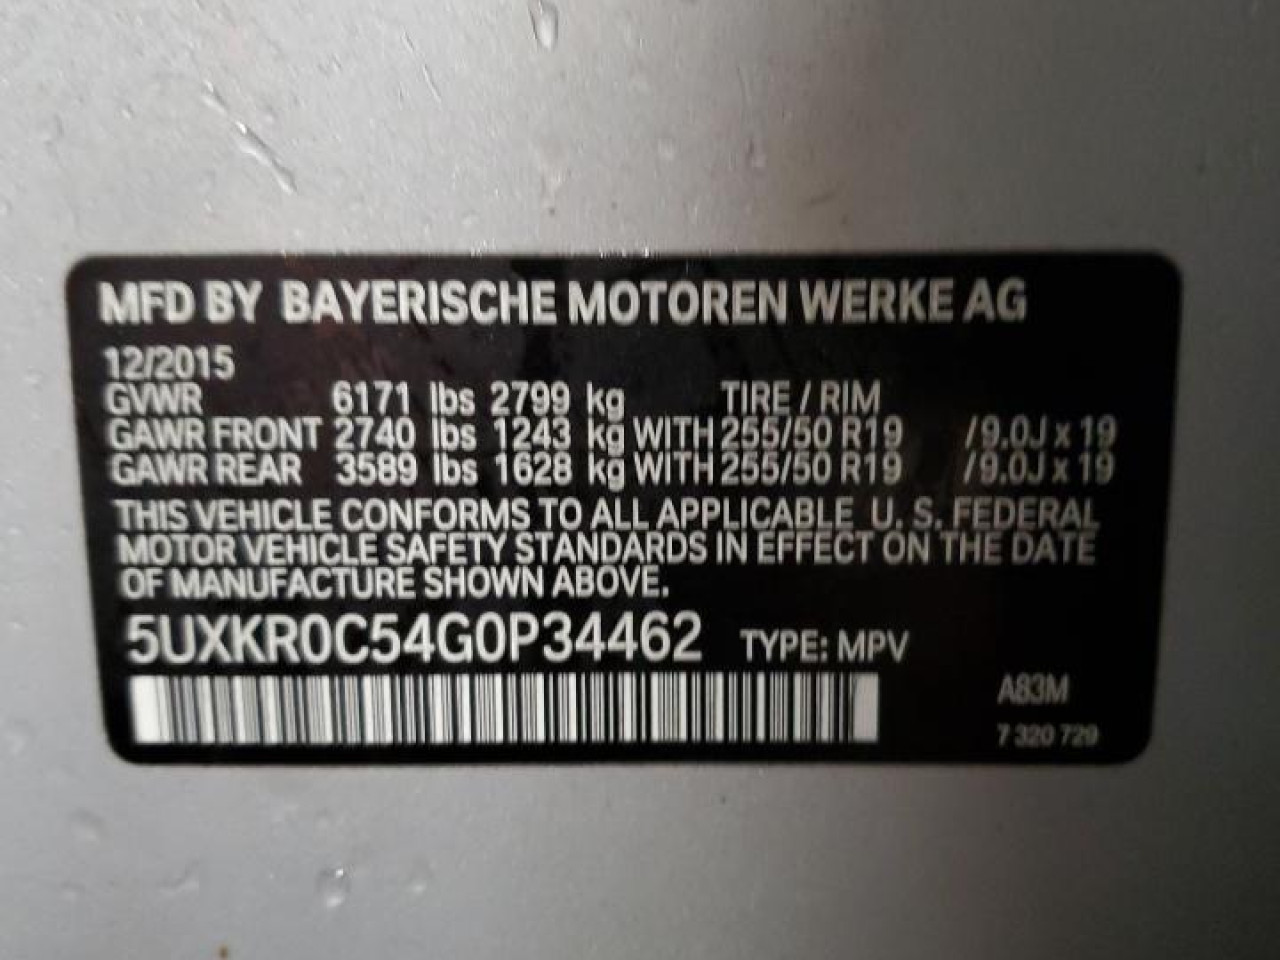 MFD BY BAYERISCHE MOTOREN WERKE AG
12/2015
GVWR 6171 lbs 2799 kg TIRE / RIM
GAWR FRONT 2740 lbs 1243 kg WITH 255/50 R19 /9.0J x 19
GAWR REAR 3589 lbs 1628 kg WITH 255/50 R19 /9.0J x 19
THIS VEHICLE CONFORMS TO ALL APPLICABLE U. S. FEDERAL
MOTOR VEHICLE SAFETY STANDARDS IN EFFECT ON THE DATE
OF MANUFACTURE SHOWN ABOVE.
5UXKR0C54G0P34462 TYPE: MPV
A83M
7 320 729